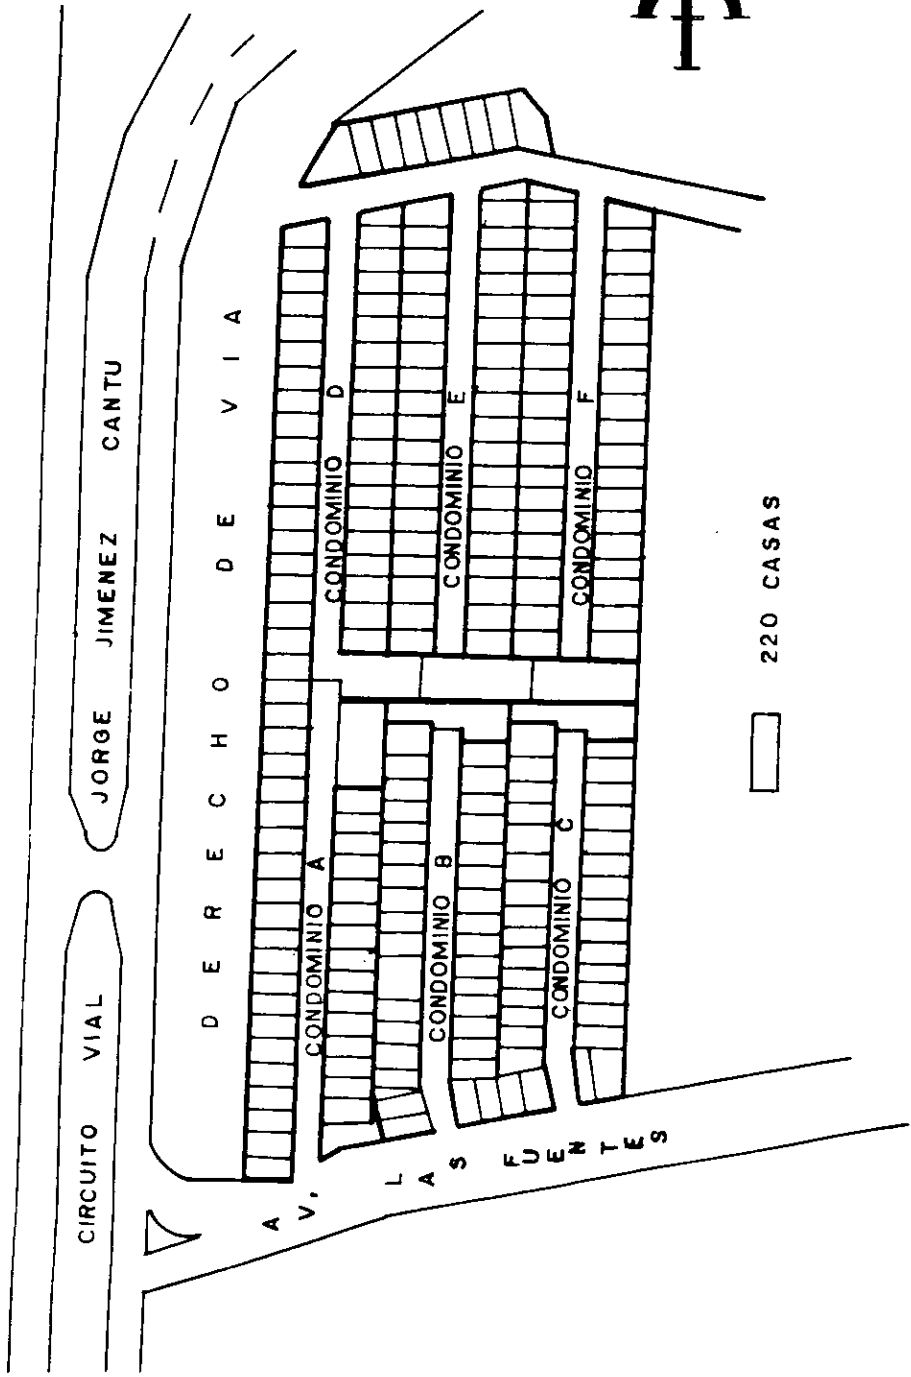 CIRCUITO VIAL JORGE JIMENEZ CANTU
DERECHO DE VIA
CONDOMINIO A
CONDOMINIO D
CONDOMINIO B
CONDOMINIO E
CONDOMINIO C
CONDOMINIO F
AV. LAS FUENTES
220 CASAS